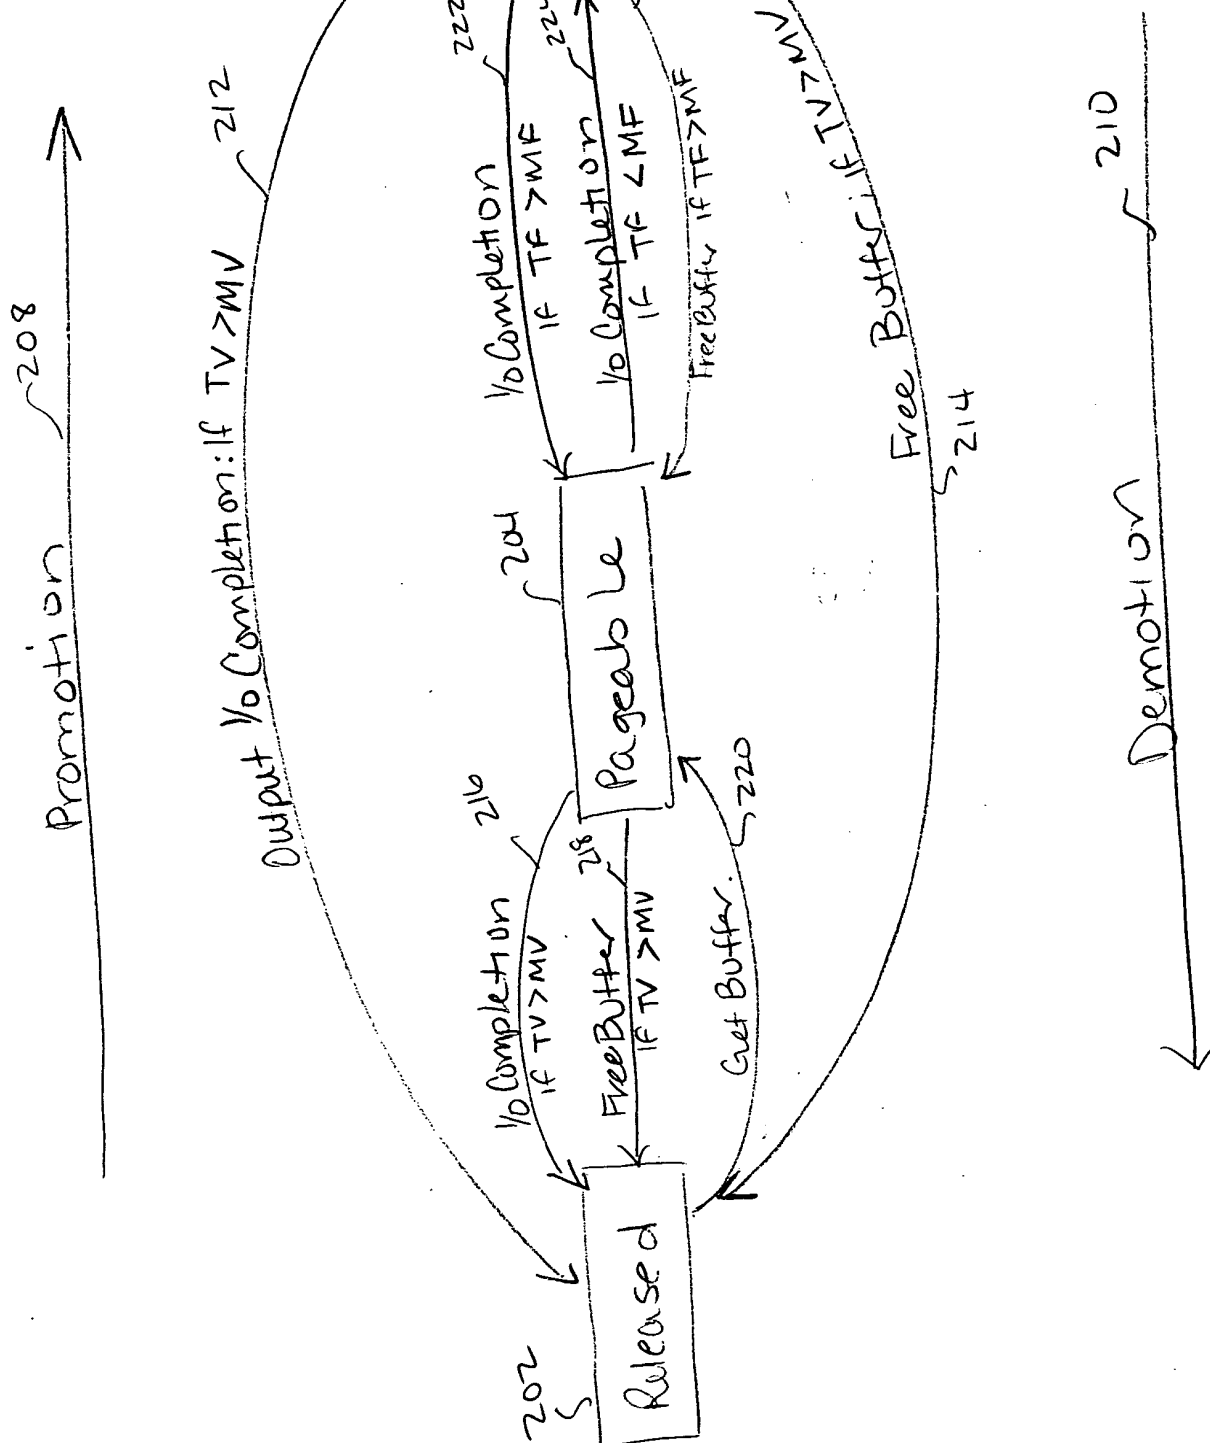 Promotion
208
212
Output I/O Completion: If TV >MV
222
I/O Completion
If TF >MF
I/O Completion
If TF <MF
FreeBuffer If TF>MF
Free Buffer: If TV>MV
214
204
Pageable
216
I/O Completion
If TV>MV
218
FreeBuffer
If TV >MV
220
Get Buffer.
202
Released
210
Demotion